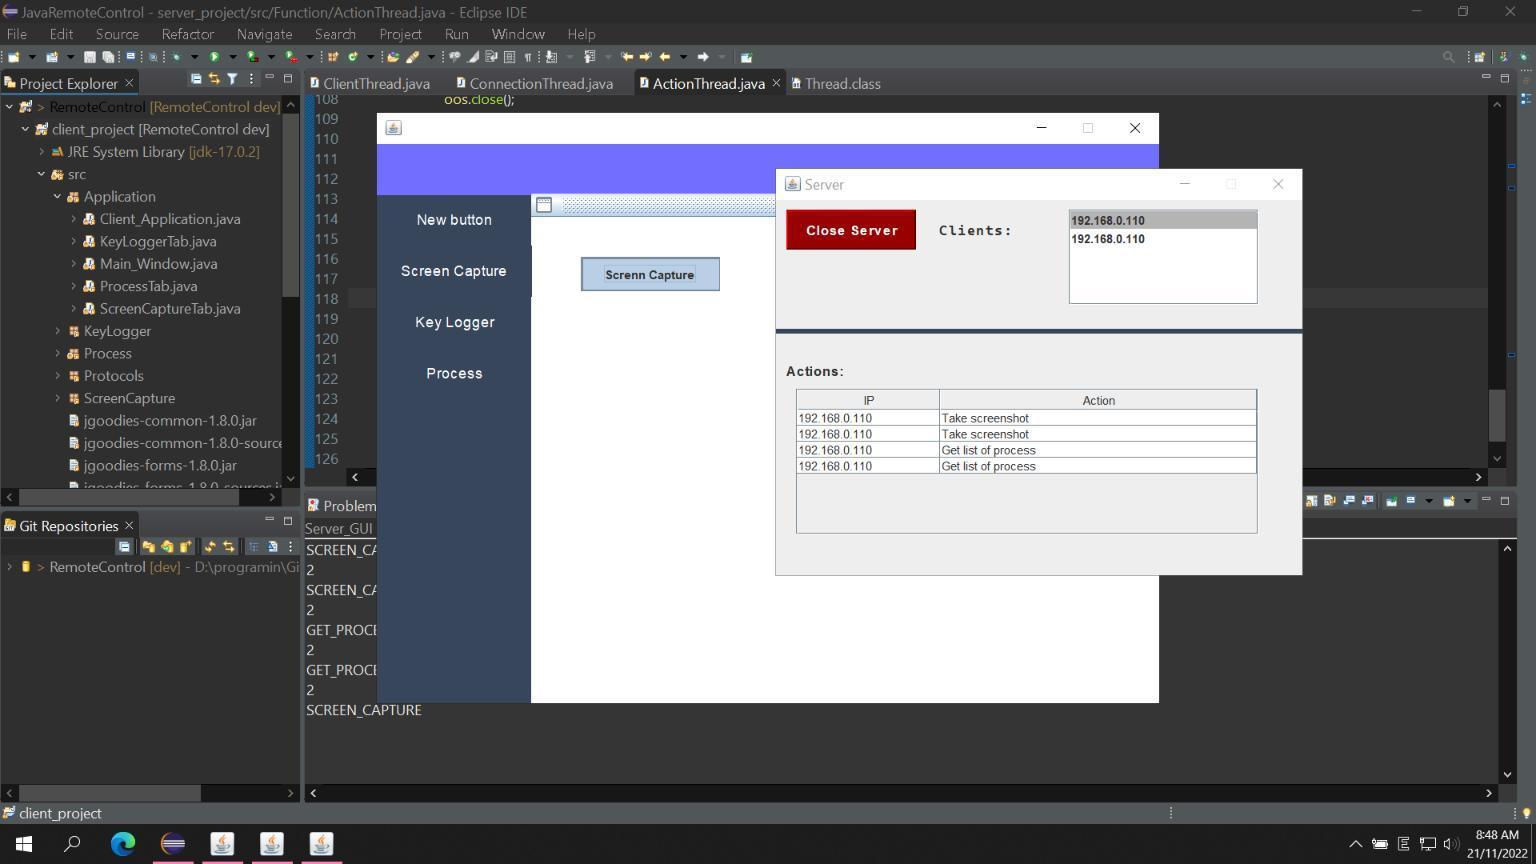 JavaRemoteControl - server_project/src/Function/ActionThread.java - Eclipse IDE
File Edit Source Refactor Navigate Search Project Run Window Help
Project Explorer
> RemoteControl [RemoteControl dev]
client_project [RemoteControl dev]
JRE System Library [jdk-17.0.2]
src
Application
Client_Application.java
KeyLoggerTab.java
Main_Window.java
ProcessTab.java
ScreenCaptureTab.java
KeyLogger
Process
Protocols
ScreenCapture
jgoodies-common-1.8.0.jar
jgoodies-common-1.8.0-source
jgoodies-forms-1.8.0.jar
jgoodies-forms-1.8.0-sources.j
Git Repositories
> RemoteControl [dev] - D:\programin\Gi
ClientThread.java ConnectionThread.java ActionThread.java Thread.class
108 oos.close();
109
110
111
112
113
114
115
116
117
118
119
120
121
122
123
124
125
126
New button
Screen Capture
Key Logger
Process
Screnn Capture
Server
Close Server
Clients:
192.168.0.110
192.168.0.110
Actions:
IP Action
192.168.0.110 Take screenshot
192.168.0.110 Take screenshot
192.168.0.110 Get list of process
192.168.0.110 Get list of process
Problem
Server_GUI
SCREEN_CA
2
SCREEN_CA
2
GET_PROCE
2
GET_PROCE
2
SCREEN_CAPTURE
client_project
8:48 AM
21/11/2022